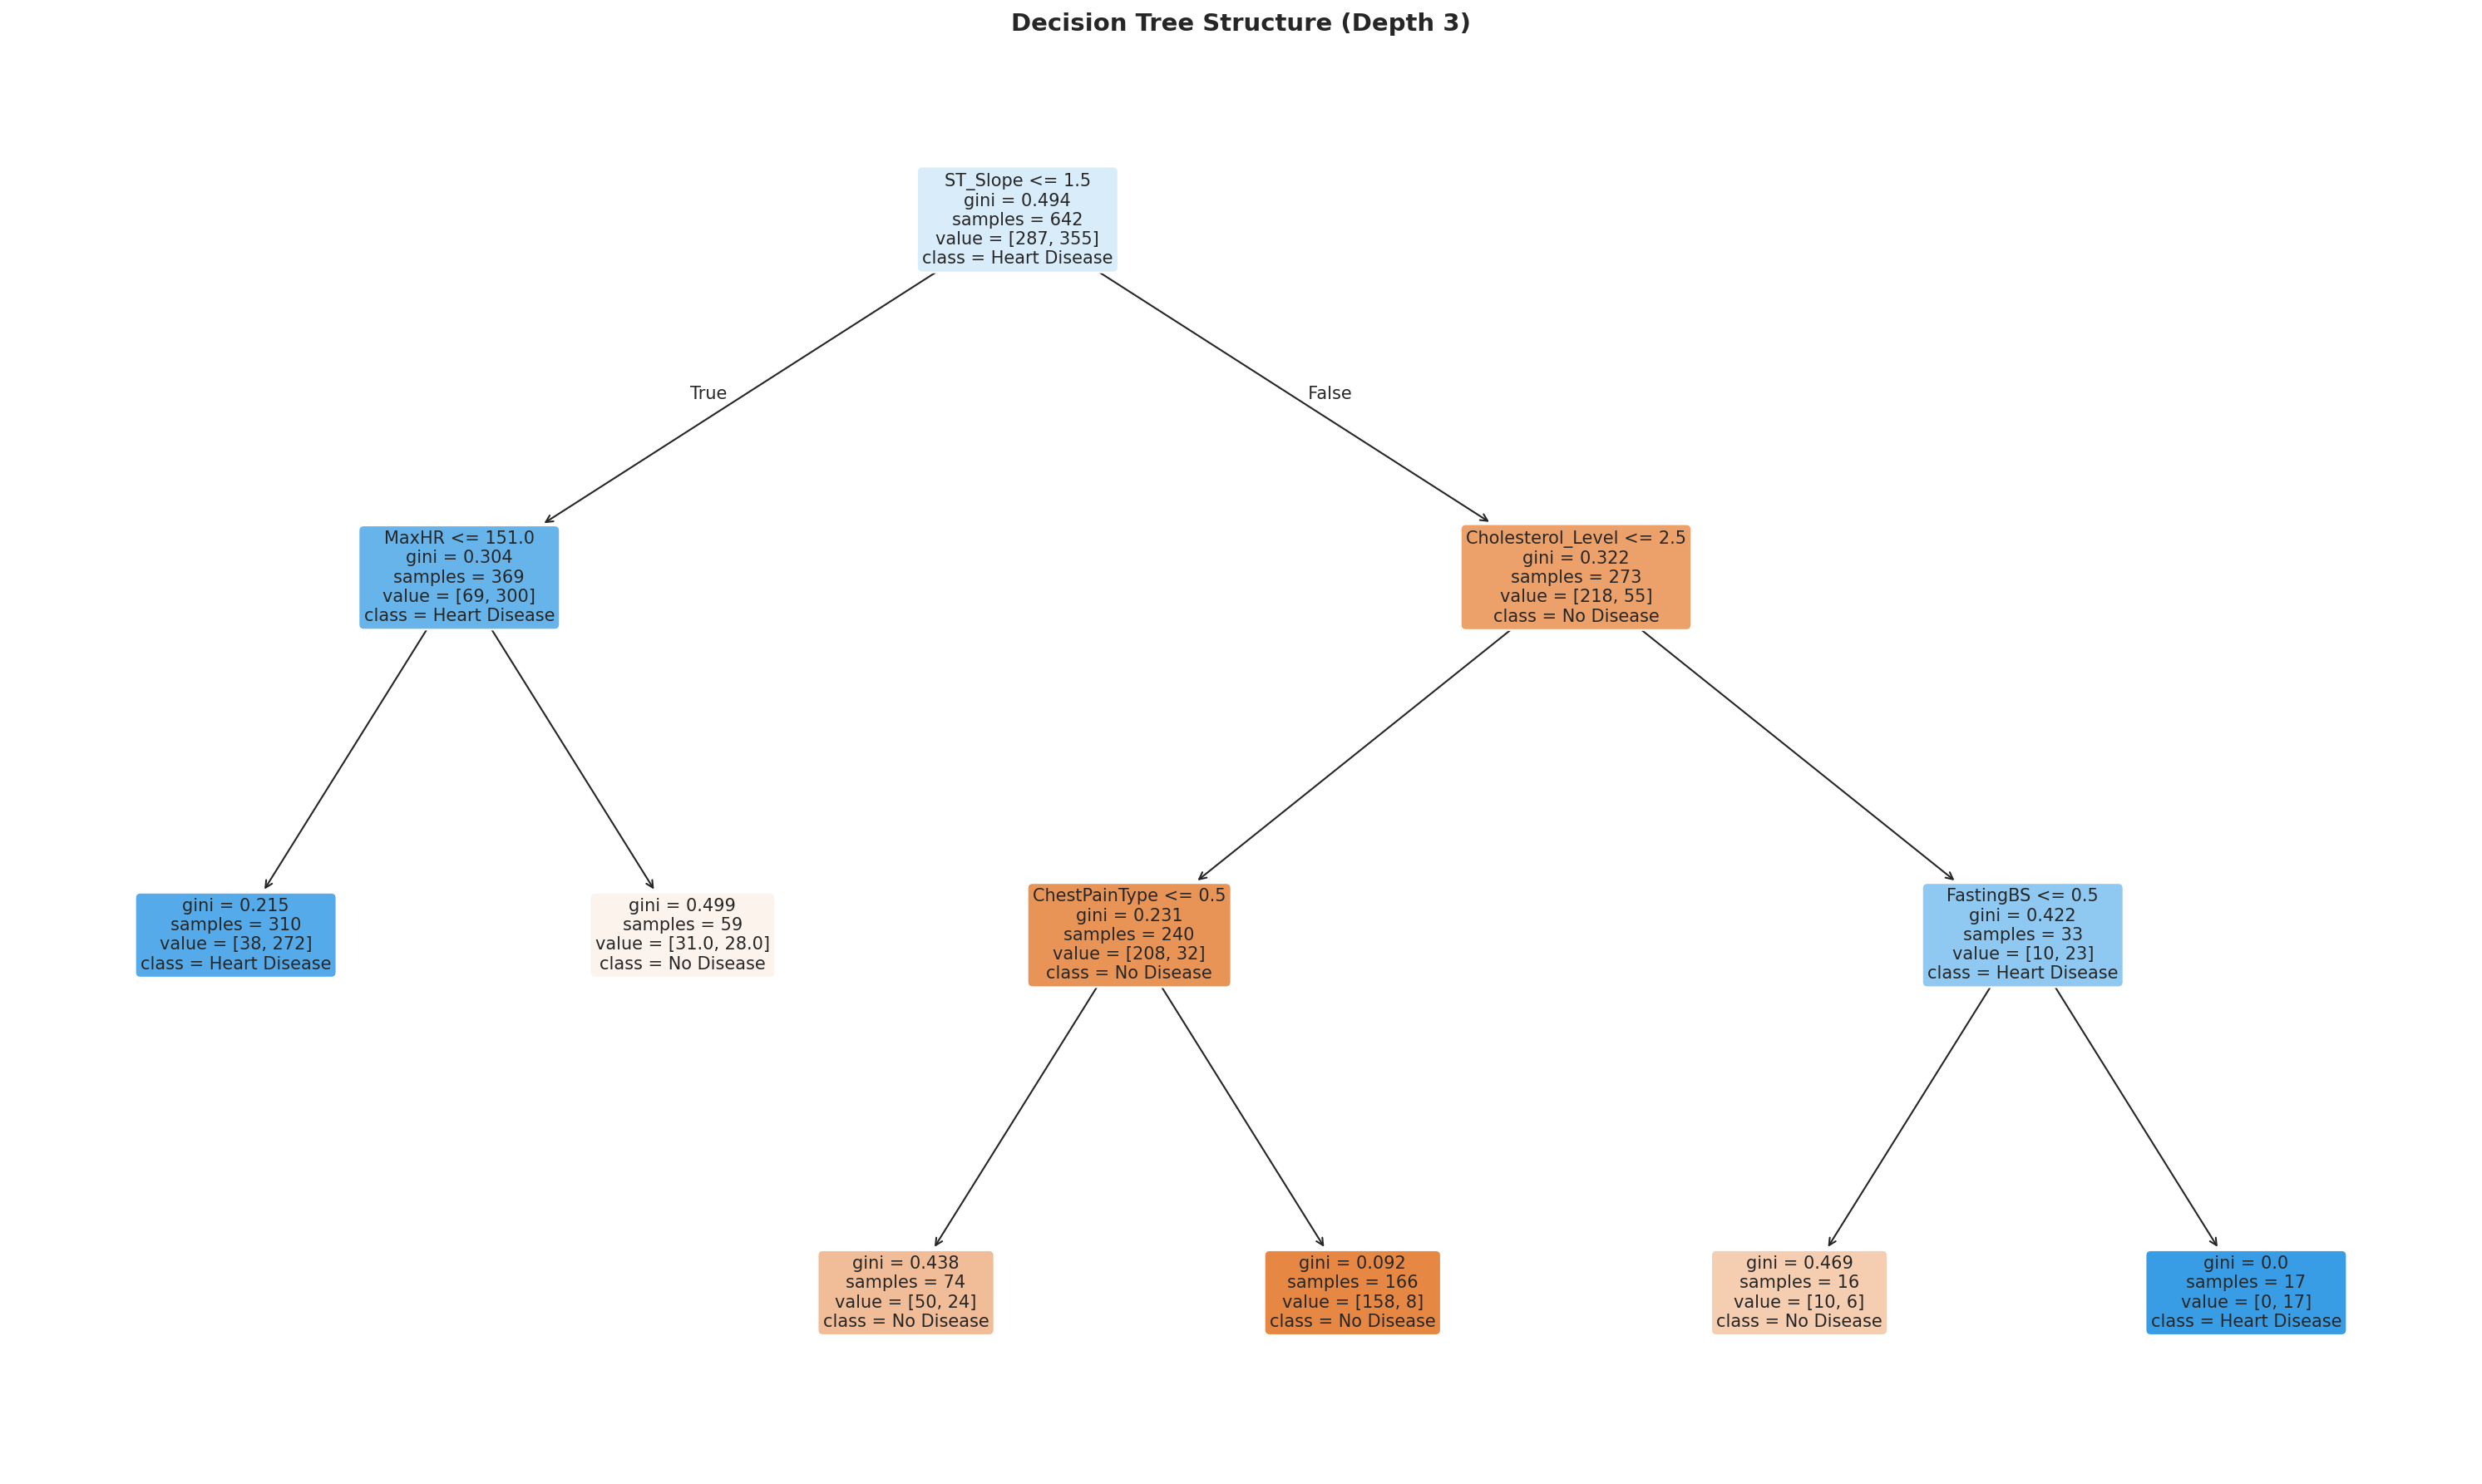 Decision Tree Structure (Depth 3)
ST_Slope <= 1.5
gini = 0.494
samples = 642
value = [287, 355]
class = Heart Disease
True
False
MaxHR <= 151.0
gini = 0.304
samples = 369
value = [69, 300]
class = Heart Disease
Cholesterol_Level <= 2.5
gini = 0.322
samples = 273
value = [218, 55]
class = No Disease
gini = 0.215
samples = 310
value = [38, 272]
class = Heart Disease
gini = 0.499
samples = 59
value = [31.0, 28.0]
class = No Disease
ChestPainType <= 0.5
gini = 0.231
samples = 240
value = [208, 32]
class = No Disease
FastingBS <= 0.5
gini = 0.422
samples = 33
value = [10, 23]
class = Heart Disease
gini = 0.438
samples = 74
value = [50, 24]
class = No Disease
gini = 0.092
samples = 166
value = [158, 8]
class = No Disease
gini = 0.469
samples = 16
value = [10, 6]
class = No Disease
gini = 0.0
samples = 17
value = [0, 17]
class = Heart Disease